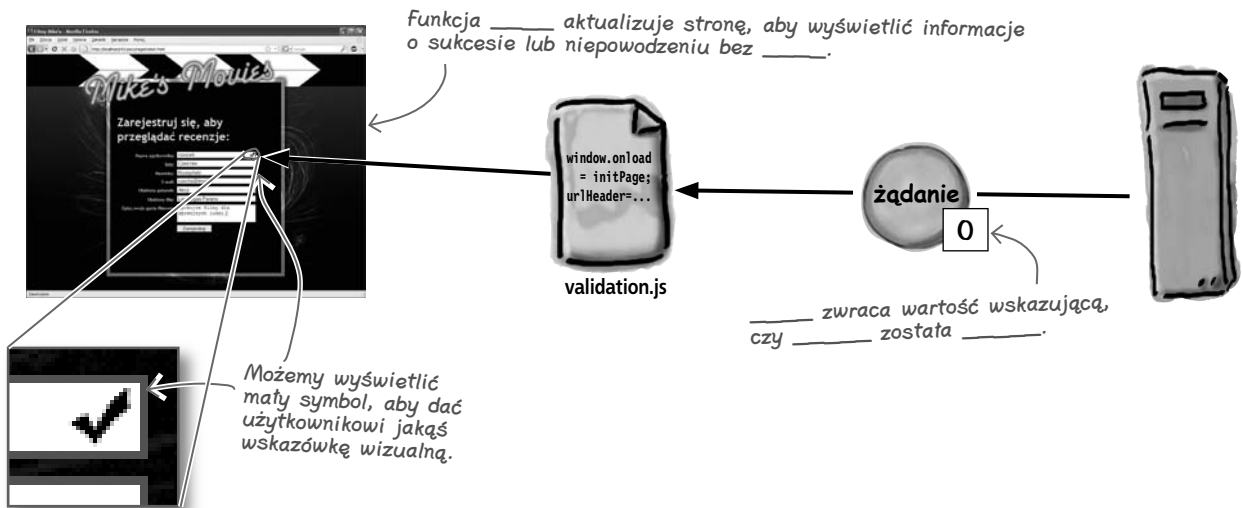 Funkcja _____ aktualizuje stronę, aby wyświetlić informacje
o sukcesie lub niepowodzeniu bez _____.
Mike's Movies
Zarejestruj się, aby
przeglądać recenzje:
window.onload
= initPage;
urlHeader=...
validation.js
żądanie
0
_____ zwraca wartość wskazującą,
czy ______ została ______.
Możemy wyświetlić
mały symbol, aby dać
użytkownikowi jakąś
wskazówkę wizualną.